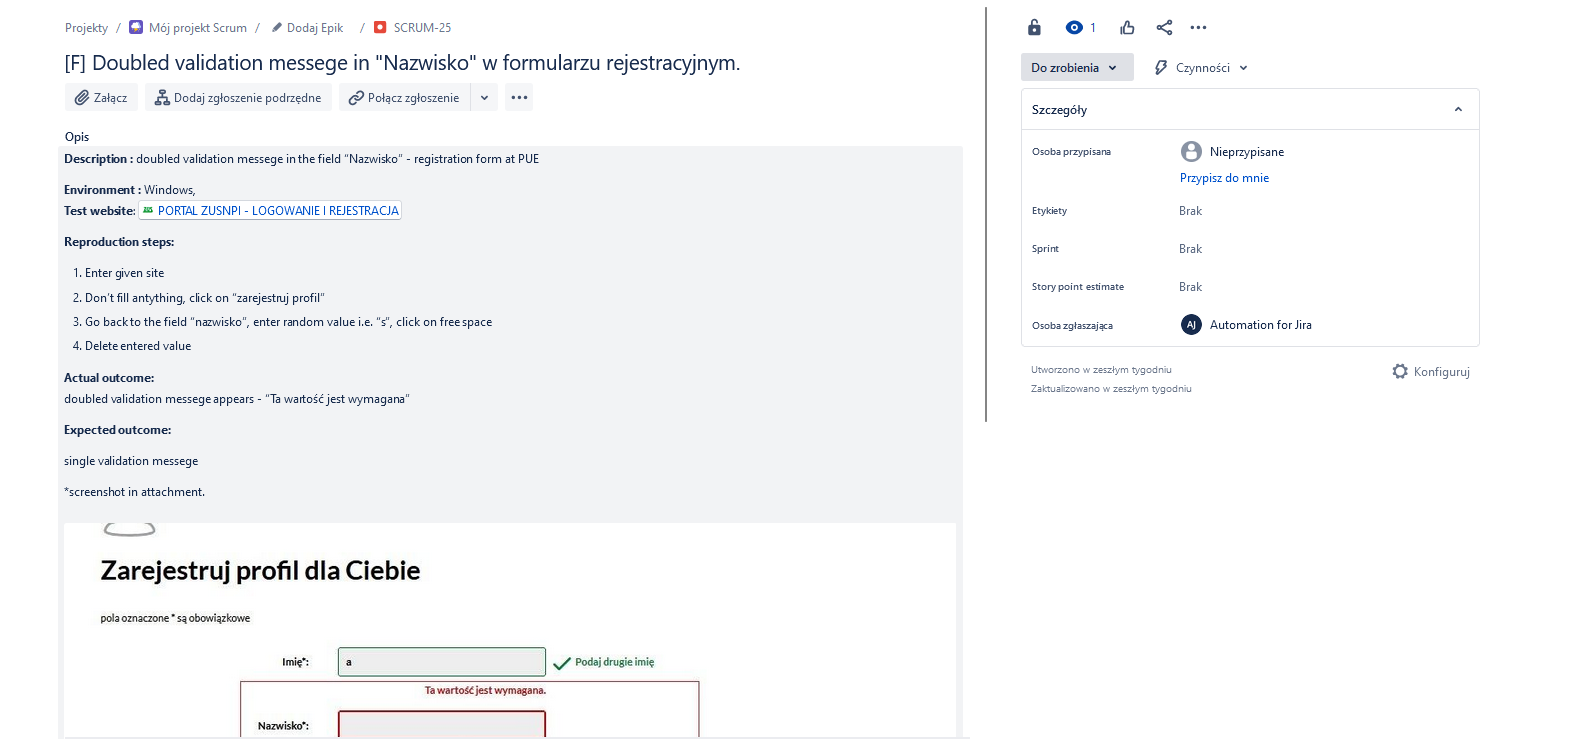 Projekty / Mój projekt Scrum / Dodaj Epik / SCRUM-25
[F] Doubled validation messege in "Nazwisko" w formularzu rejestracyjnym.
Załącz Dodaj zgłoszenie podrzędne Połącz zgłoszenie
Opis
Description : doubled validation messege in the field “Nazwisko” - registration form at PUE
Environment : Windows,
Test website: PORTAL ZUSNPI - LOGOWANIE I REJESTRACJA
Reproduction steps:
1. Enter given site
2. Don’t fill antything, click on “zarejestruj profil”
3. Go back to the field “nazwisko”, enter random value i.e. “s”, click on free space
4. Delete entered value
Actual outcome:
doubled validation messege appears - “Ta wartość jest wymagana”
Expected outcome:
single validation messege
*screenshot in attachment.
Zarejestruj profil dla Ciebie
pola oznaczone * są obowiązkowe
Imię*: a Podaj drugie imię
Ta wartość jest wymagana.
Nazwisko*:
1
Do zrobienia Czynności
Szczegóły
Osoba przypisana Nieprzypisane
Przypisz do mnie
Etykiety Brak
Sprint Brak
Story point estimate Brak
Osoba zgłaszająca AJ Automation for Jira
Utworzono w zeszłym tygodniu
Konfiguruj
Zaktualizowano w zeszłym tygodniu